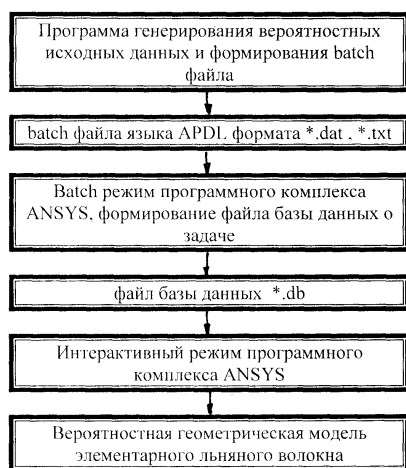 Программа генерирования вероятностных
исходных данных и формирования batch
файла
batch файла языка APDL формата *.dat , *.txt
Batch режим программного комплекса
ANSYS, формирование файла базы данных о
задаче
файл базы данных *.db
Интерактивный режим программного
комплекса ANSYS
Вероятностная геометрическая модель
элементарного льняного волокна